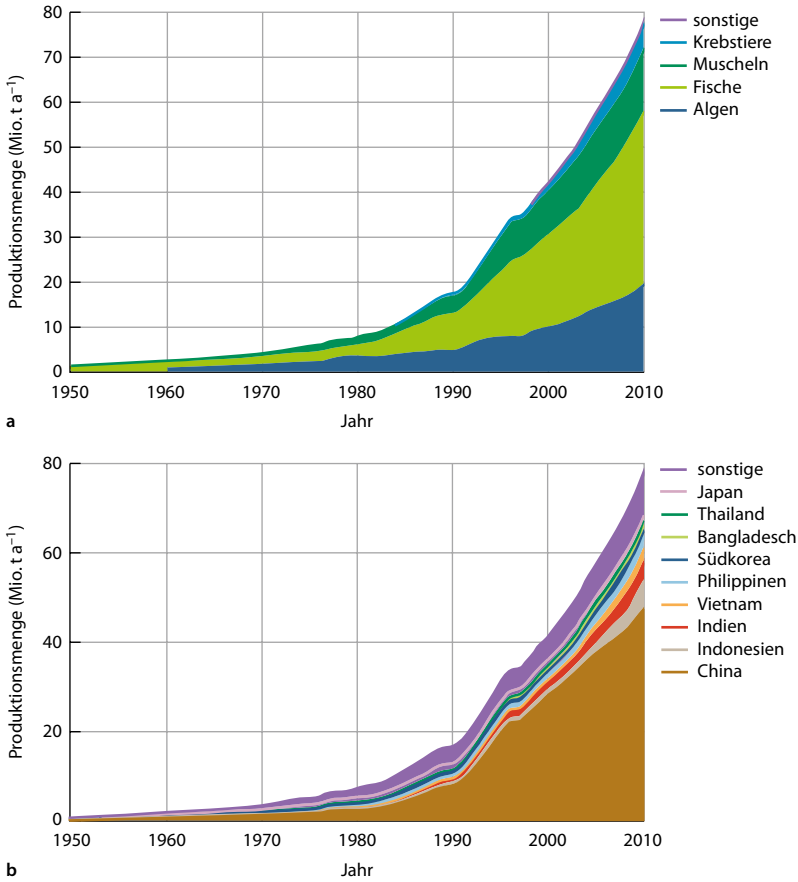 Produktionsmenge (Mio. t a⁻¹)
80
70
60
50
40
30
20
10
0
1950 1960 1970 1980 1990 2000 2010
Jahr
sonstige
Krebstiere
Muscheln
Fische
Algen
a
Produktionsmenge (Mio. t a⁻¹)
80
60
40
20
0
1950 1960 1970 1980 1990 2000 2010
Jahr
sonstige
Japan
Thailand
Bangladesch
Südkorea
Philippinen
Vietnam
Indien
Indonesien
China
b